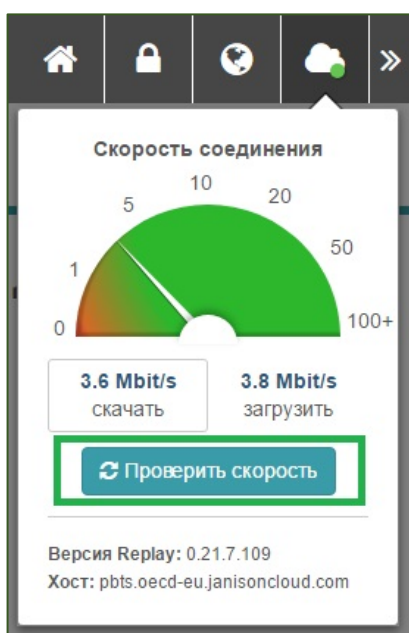 Скорость соединения
10
5
20
50
1
0
100+
3.6 Mbit/s
3.8 Mbit/s
скачать
загрузить
Проверить скорость
Версия Replay: 0.21.7.109
Хост: pbts.oecd-eu.janisoncloud.com